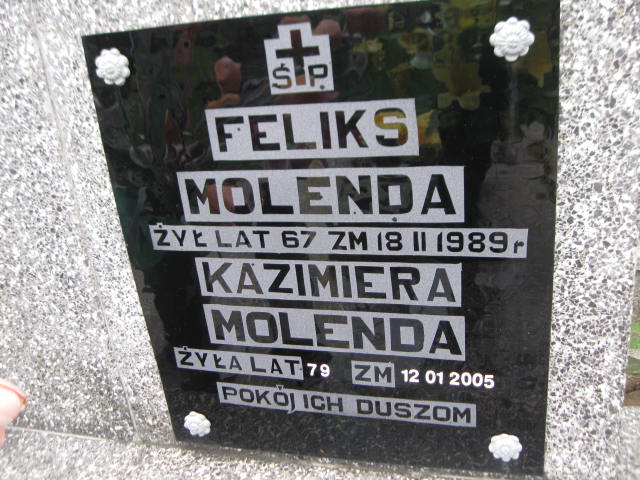 Ś.P.
FELIKS
MOLENDA
ŻYŁ LAT 67 ZM 18 II 1989 r
KAZIMIERA
MOLENDA
ŻYŁA LAT 79 ZM 12 01 2005
POKÓJ ICH DUSZOM